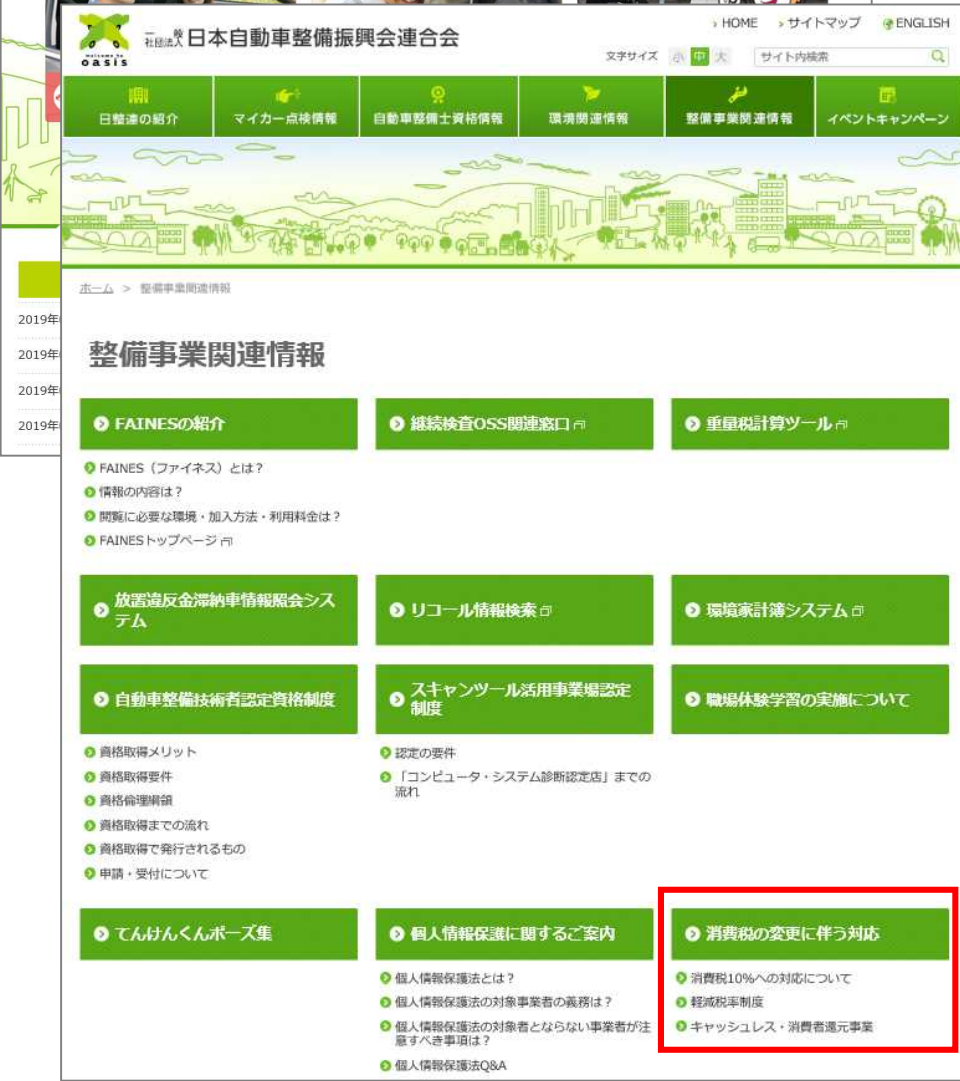 一般社団法人 日本自動車整備振興会連合会
welcome to
oasis
HOME サイトマップ ENGLISH
文字サイズ 小 中 大 サイト内検索
日整連の紹介 マイカー点検情報 自動車整備士資格情報 環境関連情報 整備事業関連情報 イベントキャンペーン
ホーム > 整備事業関連情報
整備事業関連情報
2019年
2019年
2019年
2019年
FAINESの紹介 継続検査OSS関連窓口 重量税計算ツール
FAINES（ファイネス）とは？
情報の内容は？
閲覧に必要な環境・加入方法・利用料金は？
FAINESトップページ
放置違反金滞納車情報照会シス
テム
リコール情報検索
環境家計簿システム
自動車整備技術者認定資格制度
スキャンツール活用事業場認定
制度
職場体験学習の実施について
資格取得メリット
資格取得要件
資格倫理綱領
資格取得までの流れ
資格取得で発行されるもの
申請・受付について
認定の要件
「コンピュータ・システム診断認定店」までの
流れ
てんけんくんポーズ集
個人情報保護に関するご案内
個人情報保護法とは？
個人情報保護法の対象事業者の義務は？
個人情報保護法の対象者とならない事業者が注
意すべき事項は？
個人情報保護法Q&A
消費税の変更に伴う対応
消費税10%への対応について
軽減税率制度
キャッシュレス・消費者還元事業